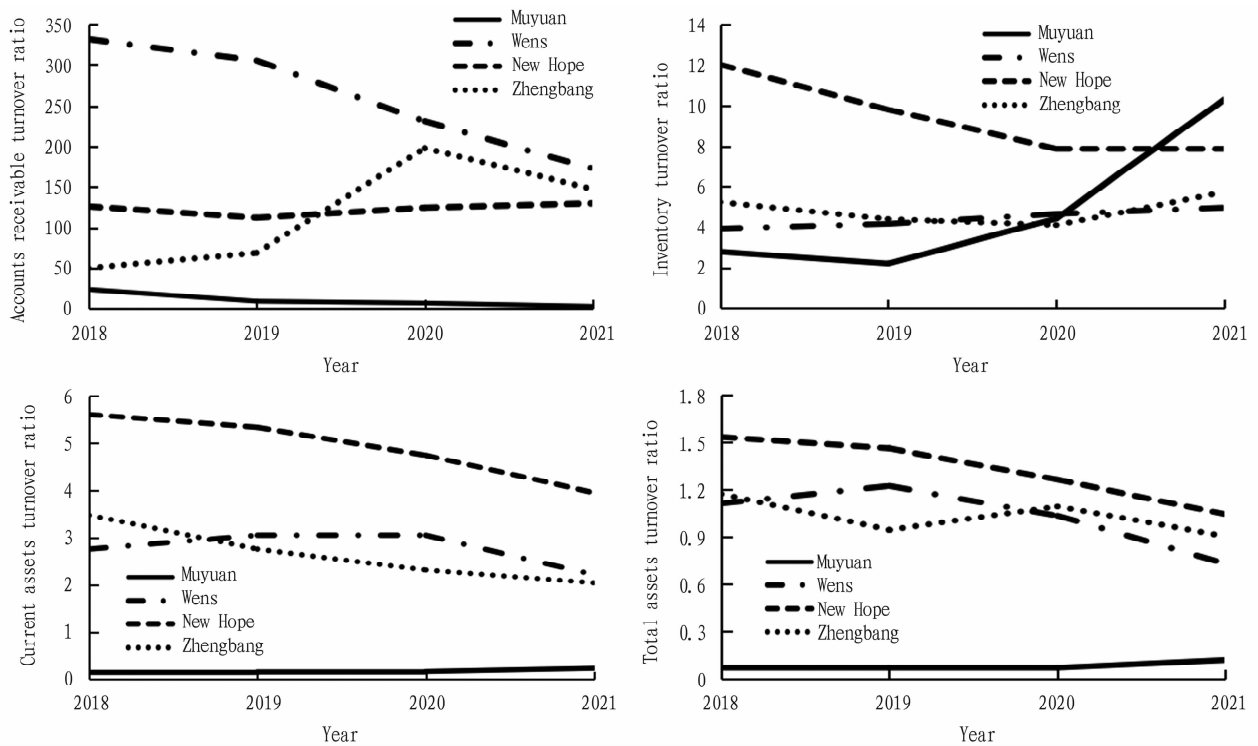 Accounts receivable turnover ratio
350
300
250
200
150
100
50
0
2018 2019 2020 2021
Year
Muyuan
Wens
New Hope
Zhengbang
Inventory turnover ratio
14
12
10
8
6
4
2
0
2018 2019 2020 2021
Year
Muyuan
Wens
New Hope
Zhengbang
Current assets turnover ratio
6
5
4
3
2
1
0
2018 2019 2020 2021
Year
Muyuan
Wens
New Hope
Zhengbang
Total assets turnover ratio
1.8
1.5
1.2
0.9
0.6
0.3
0
2018 2019 2020 2021
Year
Muyuan
Wens
New Hope
Zhengbang